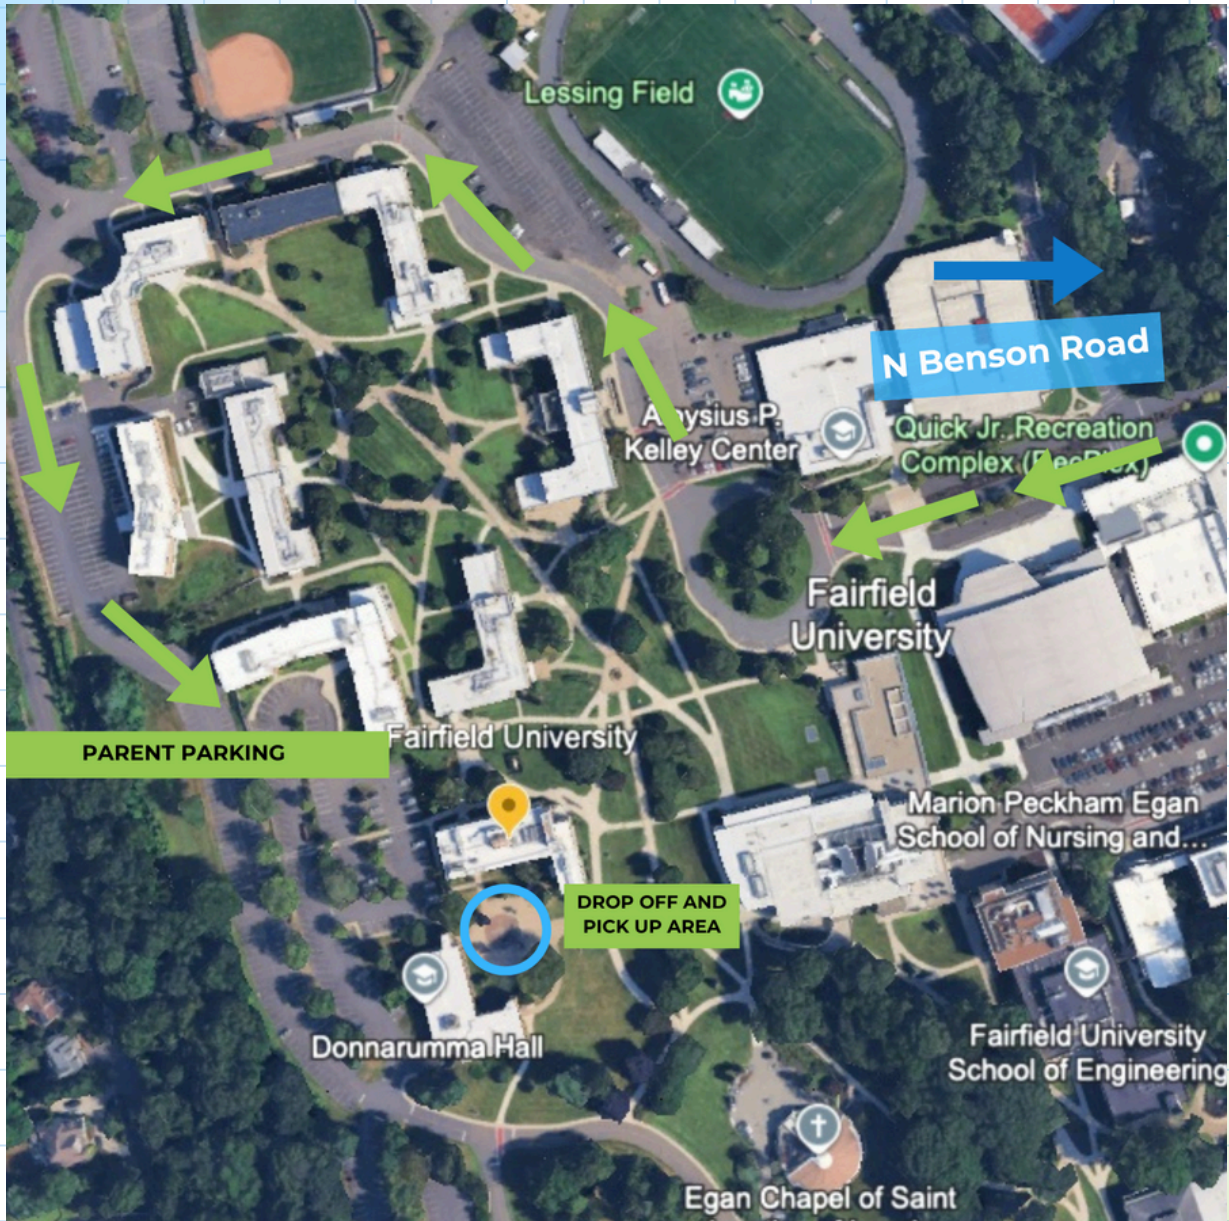 Lessing Field
N Benson Road
Aloysius P.
Kelley Center
Quick Jr. Recreation
Complex (RecPlex)
Fairfield
University
PARENT PARKING
Fairfield University
Marion Peckham Egan
School of Nursing and...
DROP OFF AND
PICK UP AREA
Donnarumma Hall
Fairfield University
School of Engineering
Egan Chapel of Saint